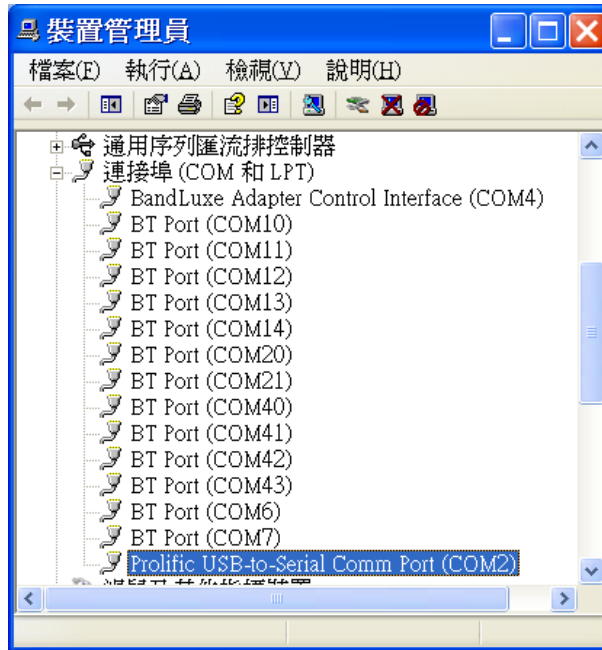 裝置管理員
檔案(F) 執行(A) 檢視(V) 說明(H)
通用序列匯流排控制器
連接埠 (COM 和 LPT)
BandLuxe Adapter Control Interface (COM4)
BT Port (COM10)
BT Port (COM11)
BT Port (COM12)
BT Port (COM13)
BT Port (COM14)
BT Port (COM20)
BT Port (COM21)
BT Port (COM40)
BT Port (COM41)
BT Port (COM42)
BT Port (COM43)
BT Port (COM6)
BT Port (COM7)
Prolific USB-to-Serial Comm Port (COM2)